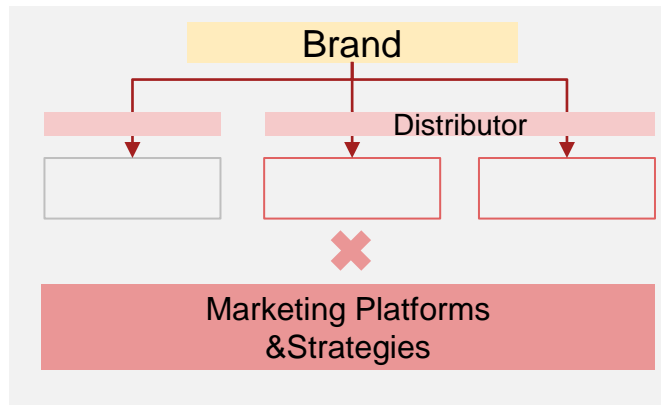 Brand
Distributor
Marketing Platforms
&Strategies